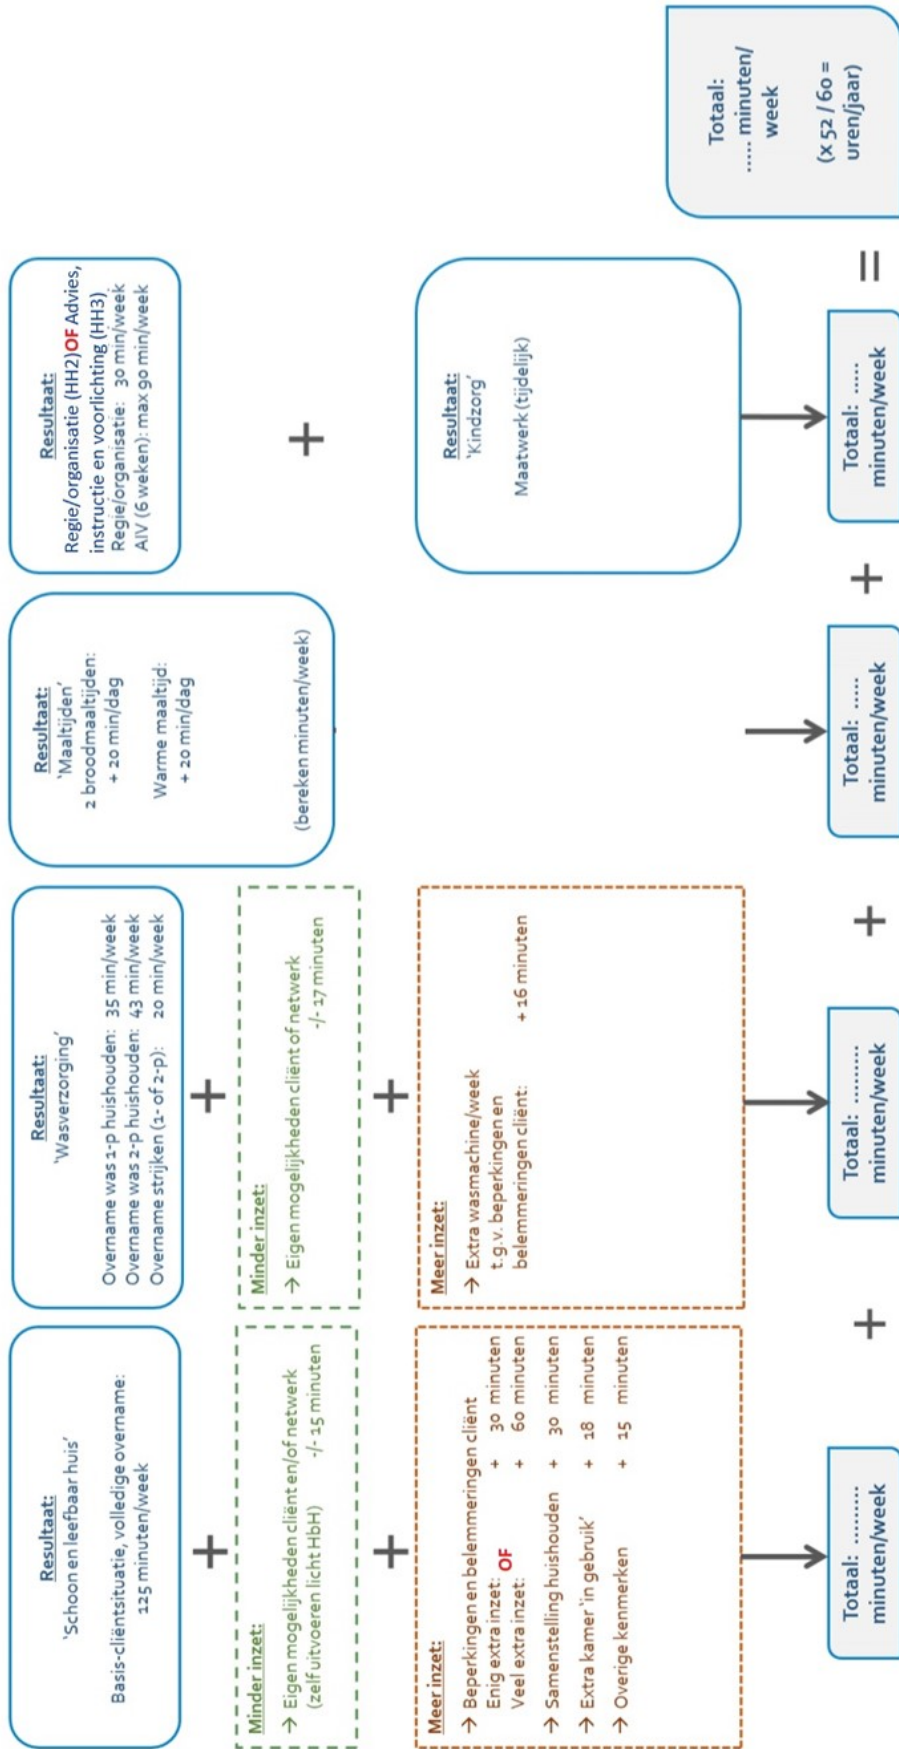 Resultaat:
'Schoon en leefbaar huis'
Basis-cliëntsituatie, volledige overname:
125 minuten/week
+
Minder inzet:
→ Eigen mogelijkheden cliënt en/of netwerk
(zelf uitvoeren licht HbH) -/- 15 minuten
+
Meer inzet:
→ Beperkingen en belemmeringen cliënt
Enig extra inzet: + 30 minuten
OF
Veel extra inzet: + 60 minuten
→ Samenstelling huishouden + 30 minuten
→ Extra kamer 'in gebruik' + 18 minuten
→ Overige kenmerken + 15 minuten
Totaal: ..........
minuten/week
+
Resultaat:
'Wasverzorging'
Overname was 1-p huishouden: 35 min/week
Overname was 2-p huishouden: 43 min/week
Overname strijken (1- of 2-p): 20 min/week
+
Minder inzet:
→ Eigen mogelijkheden cliënt of netwerk
-/- 17 minuten
+
Meer inzet:
→ Extra wasmachine/week
t.g.v. beperkingen en
belemmeringen cliënt: + 16 minuten
Totaal: ..........
minuten/week
+
Resultaat:
'Maaltijden'
2 broodmaaltijden:
+ 20 min/dag
Warme maaltijd:
+ 20 min/dag
(bereken minuten/week)
Totaal: ......
minuten/week
+
Resultaat:
Regie/organisatie (HH2) OF Advies,
instructie en voorlichting (HH3)
Regie/organisatie: 30 min/week
AIV (6 weken): max 90 min/week
+
Resultaat:
'Kindzorg'
Maatwerk (tijdelijk)
Totaal: ......
minuten/week
=
Totaal:
...... minuten/
week
(x 52 / 60 =
uren/jaar)